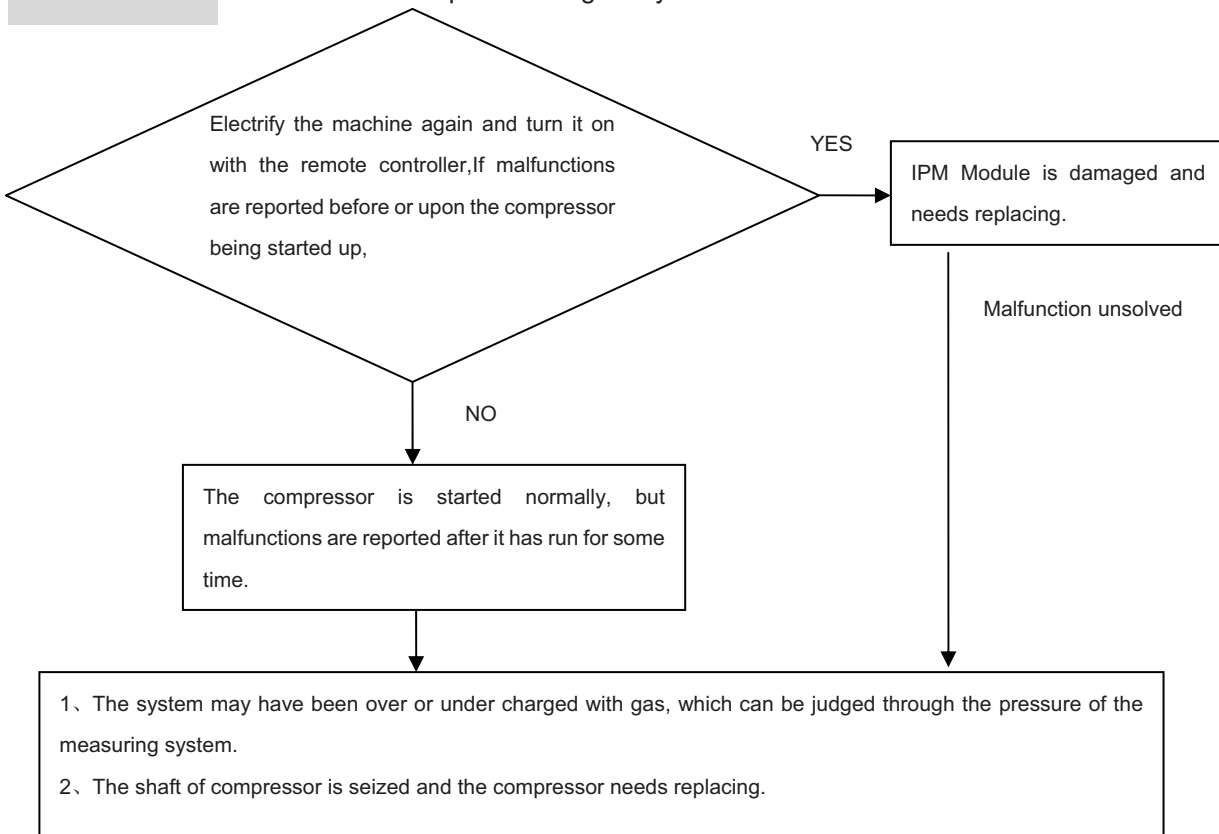 Electrify the machine again and turn it on
with the remote controller,If malfunctions
are reported before or upon the compressor
being started up,
YES
IPM Module is damaged and
needs replacing.
Malfunction unsolved
NO
The compressor is started normally, but
malfunctions are reported after it has run for some
time.
1、The system may have been over or under charged with gas, which can be judged through the pressure of the
measuring system.
2、The shaft of compressor is seized and the compressor needs replacing.